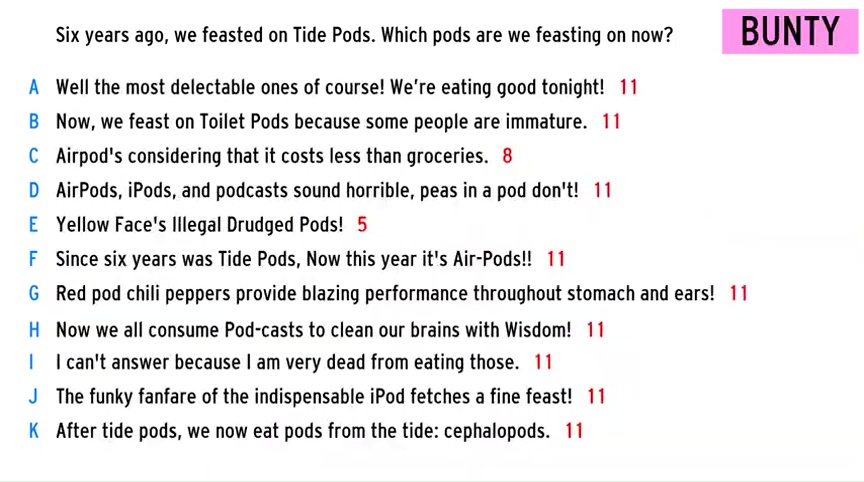 Six years ago, we feasted on Tide Pods. Which pods are we feasting on now?
BUNTY
A Well the most delectable ones of course! We're eating good tonight! 11
B Now, we feast on Toilet Pods because some people are immature. 11
C Airpod's considering that it costs less than groceries. 8
D AirPods, iPods, and podcasts sound horrible, peas in a pod don't! 11
E Yellow Face's Illegal Drudged Pods! 5
F Since six years was Tide Pods, Now this year it's Air-Pods!! 11
G Red pod chili peppers provide blazing performance throughout stomach and ears! 11
H Now we all consume Pod-casts to clean our brains with Wisdom! 11
I I can't answer because I am very dead from eating those. 11
J The funky fanfare of the indispensable iPod fetches a fine feast! 11
K After tide pods, we now eat pods from the tide: cephalopods. 11